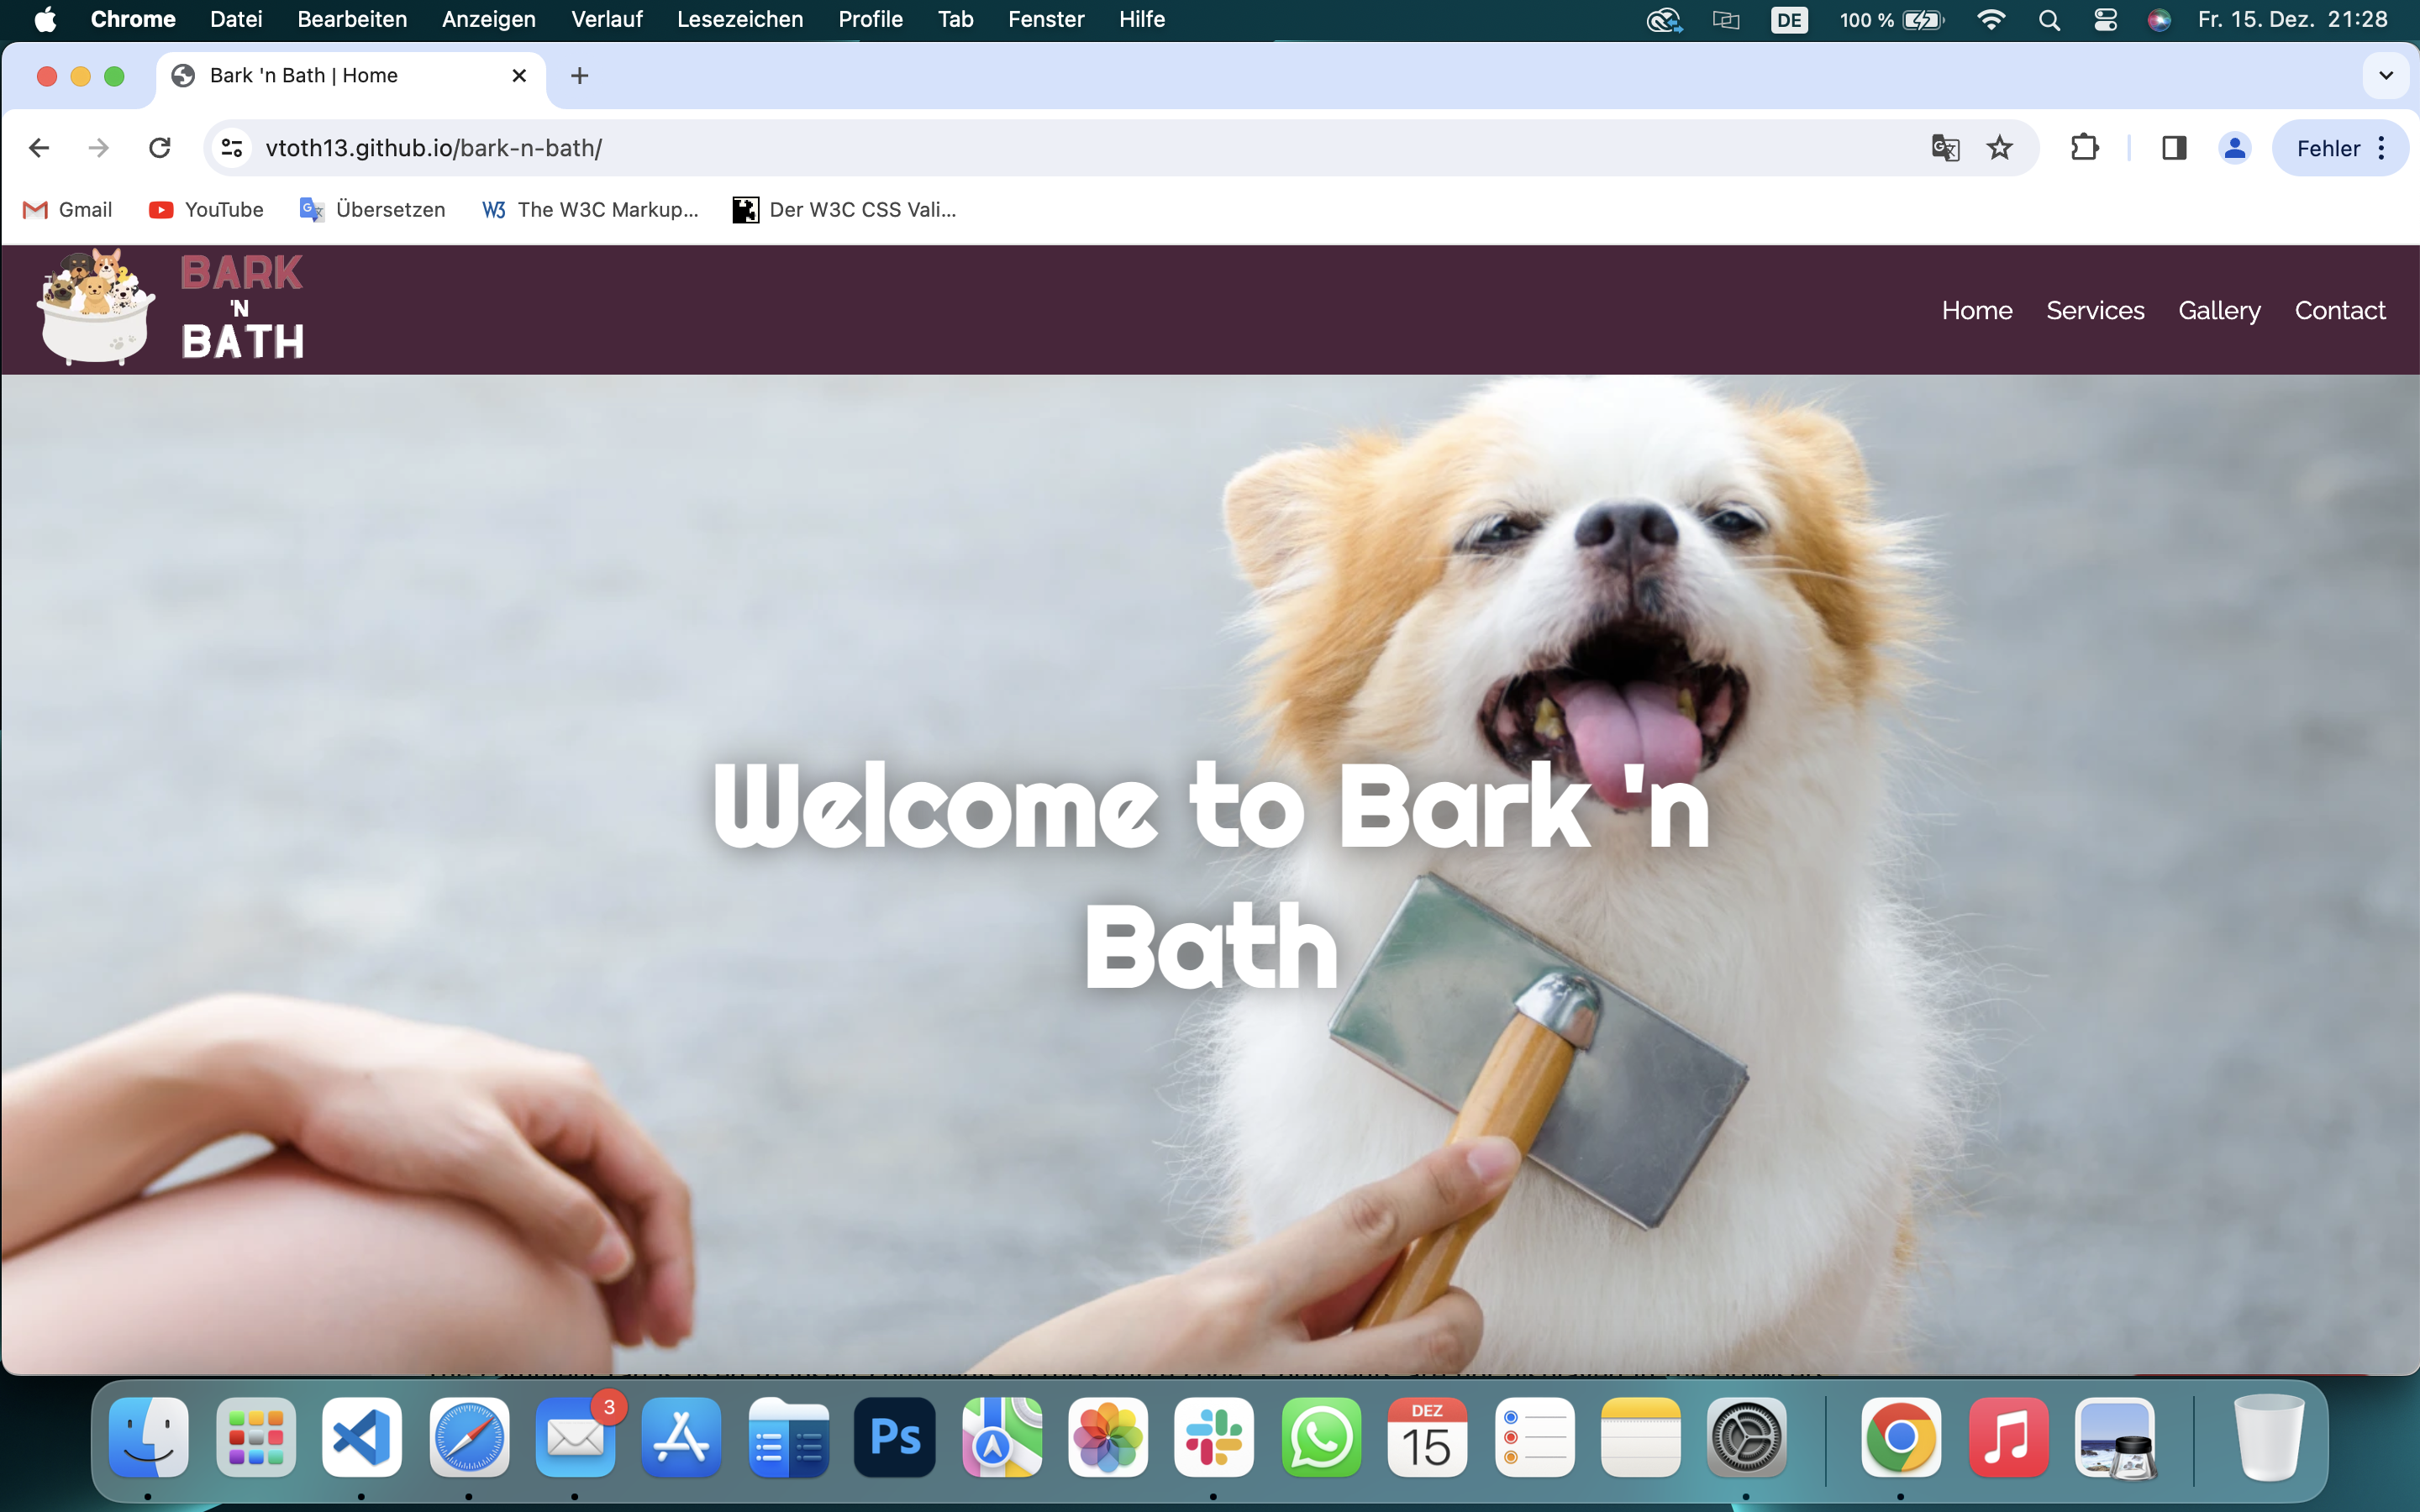 Chrome Datei Bearbeiten Anzeigen Verlauf Lesezeichen Profile Tab Fenster Hilfe DE 100 % Fr. 15. Dez. 21:28
Bark 'n Bath | Home
vtoth13.github.io/bark-n-bath/ Fehler
Gmail YouTube Übersetzen The W3C Markup... Der W3C CSS Vali...
BARK
'N
BATH
Home Services Gallery Contact
Welcome to Bark 'n
Bath
3
Ps
DEZ
15